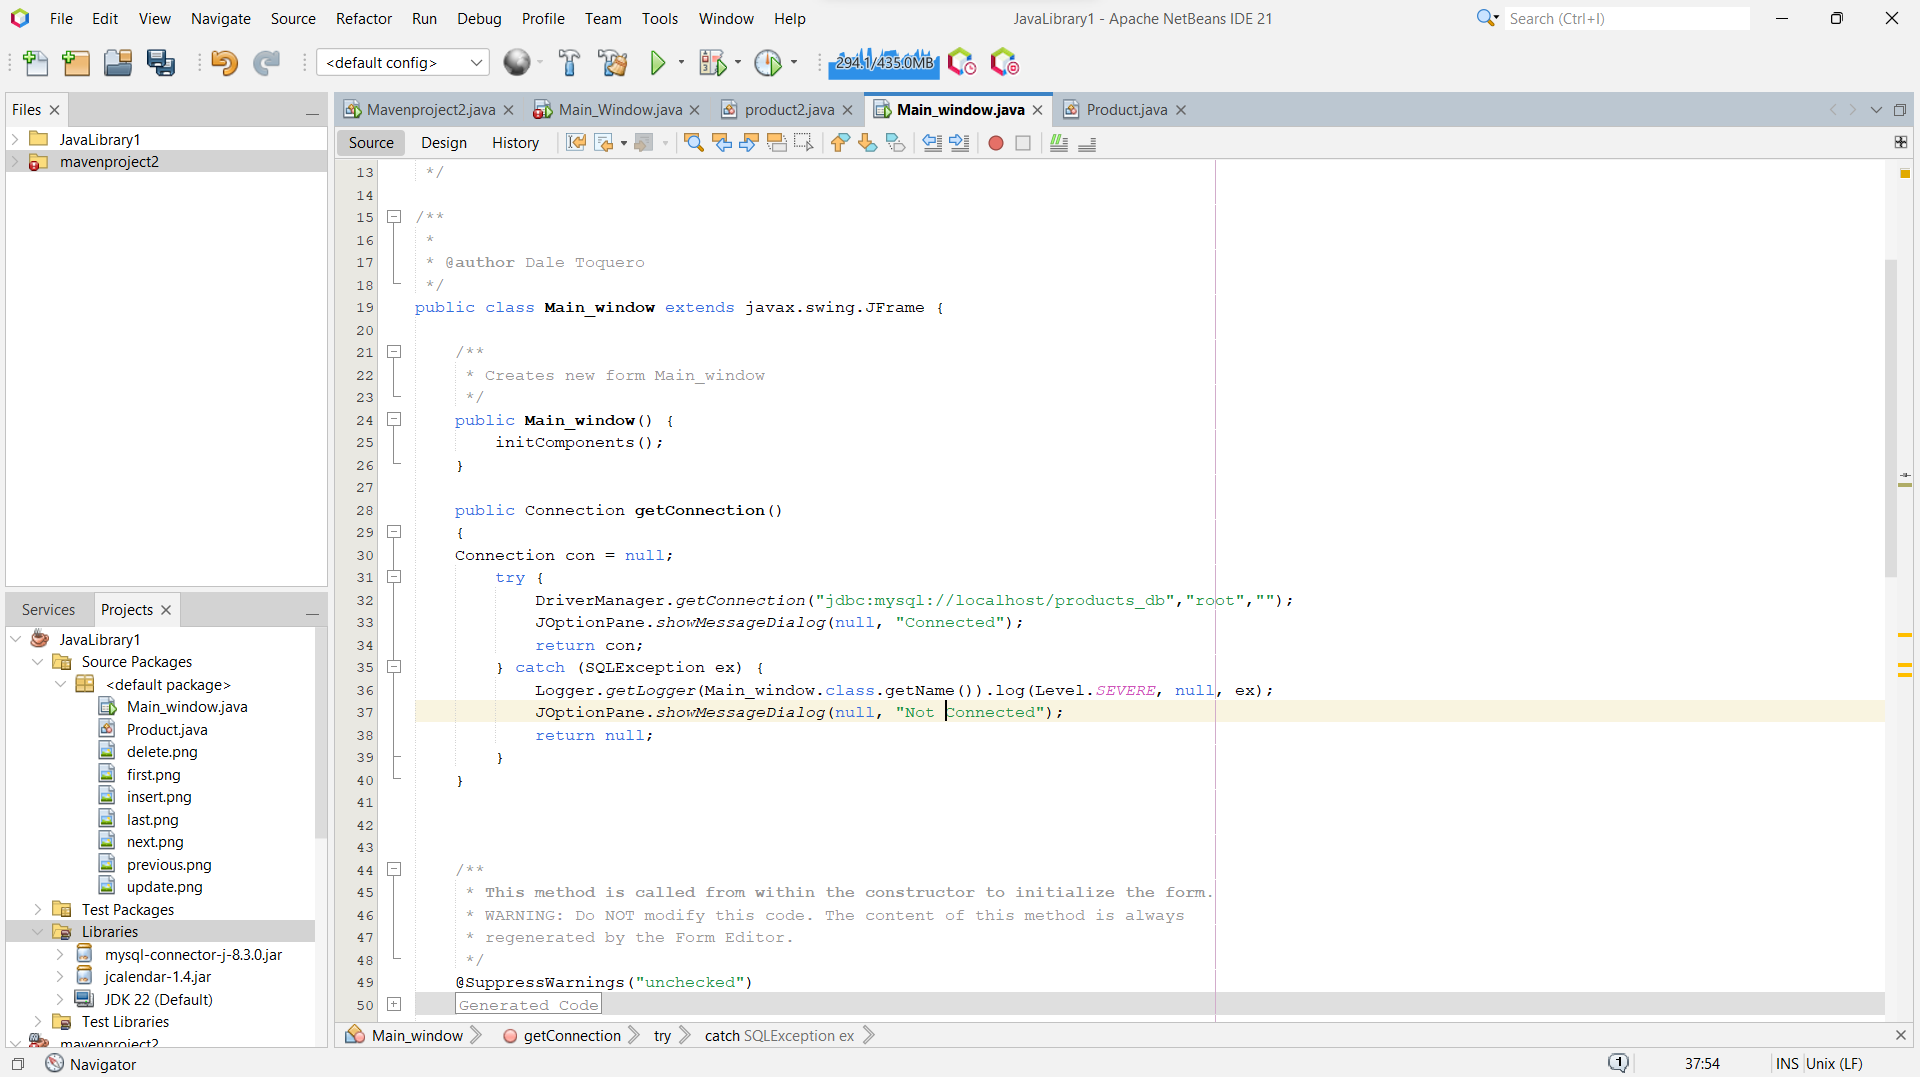 File Edit View Navigate Source Refactor Run Debug Profile Team Tools Window Help
JavaLibrary1 - Apache NetBeans IDE 21
Search (Ctrl+I)
<default config>
294.1/435.0MB
Files
JavaLibrary1
mavenproject2
Services Projects
JavaLibrary1
Source Packages
<default package>
Main_window.java
Product.java
delete.png
first.png
insert.png
last.png
next.png
previous.png
update.png
Test Packages
Libraries
mysql-connector-j-8.3.0.jar
jcalendar-1.4.jar
JDK 22 (Default)
Test Libraries
mavenproject2
Navigator
Mavenproject2.java Main_Window.java product2.java Main_window.java Product.java
Source Design History
13 */
14
15 /**
16 *
17 * @author Dale Toquero
18 */
19 public class Main_window extends javax.swing.JFrame {
20
21 /**
22 * Creates new form Main_window
23 */
24 public Main_window() {
25 initComponents();
26 }
27
28 public Connection getConnection()
29 {
30 Connection con = null;
31 try {
32 DriverManager.getConnection("jdbc:mysql://localhost/products_db","root","");
33 JOptionPane.showMessageDialog(null, "Connected");
34 return con;
35 } catch (SQLException ex) {
36 Logger.getLogger(Main_window.class.getName()).log(Level.SEVERE, null, ex);
37 JOptionPane.showMessageDialog(null, "Not Connected");
38 return null;
39 }
40 }
41
42
43
44 /**
45 * This method is called from within the constructor to initialize the form.
46 * WARNING: Do NOT modify this code. The content of this method is always
47 * regenerated by the Form Editor.
48 */
49 @SuppressWarnings("unchecked")
50 Generated Code
Main_window getConnection try catch SQLException ex
1 37:54 INS Unix (LF)